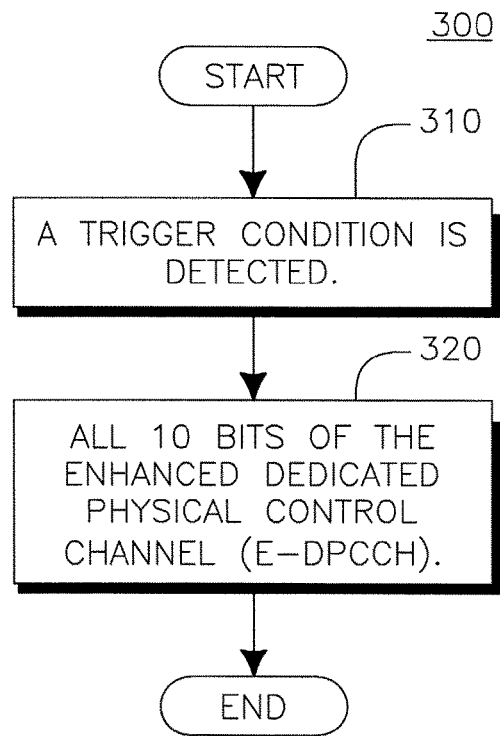 300
START
310
A TRIGGER CONDITION IS
DETECTED.
320
ALL 10 BITS OF THE
ENHANCED DEDICATED
PHYSICAL CONTROL
CHANNEL (E-DPCCH).
END